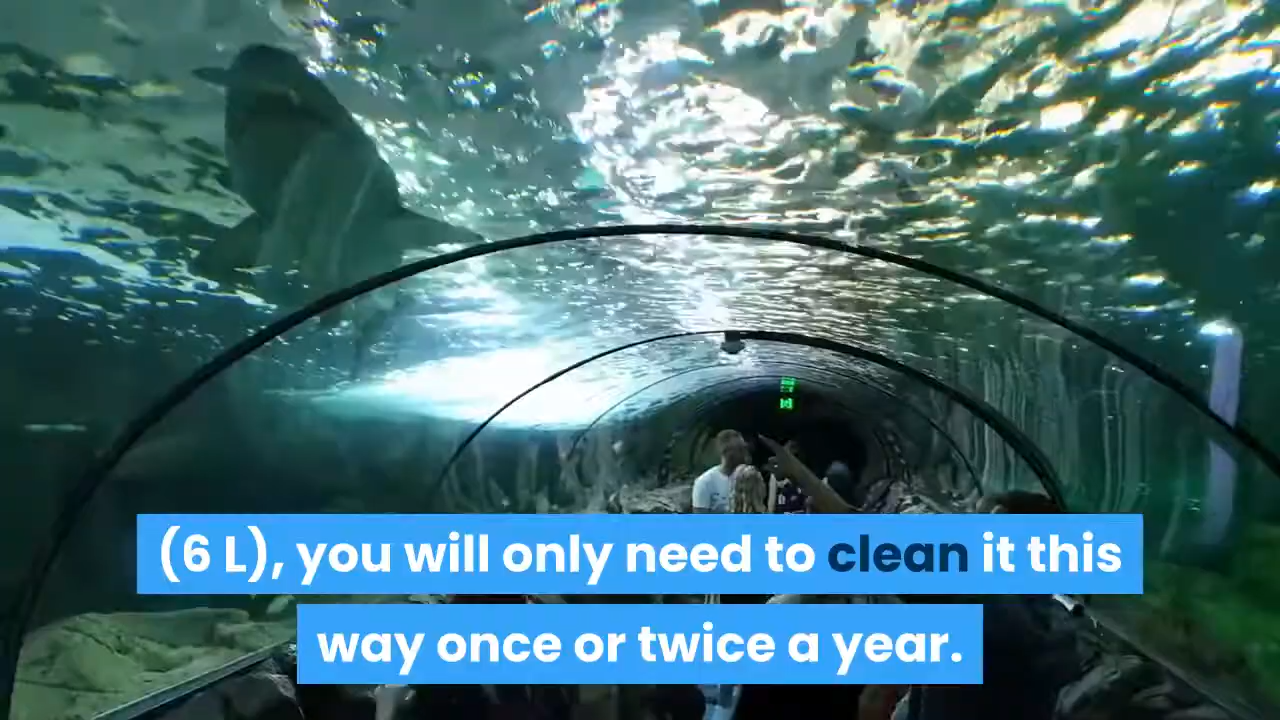 (6 L), you will only need to clean it this
way once or twice a year.